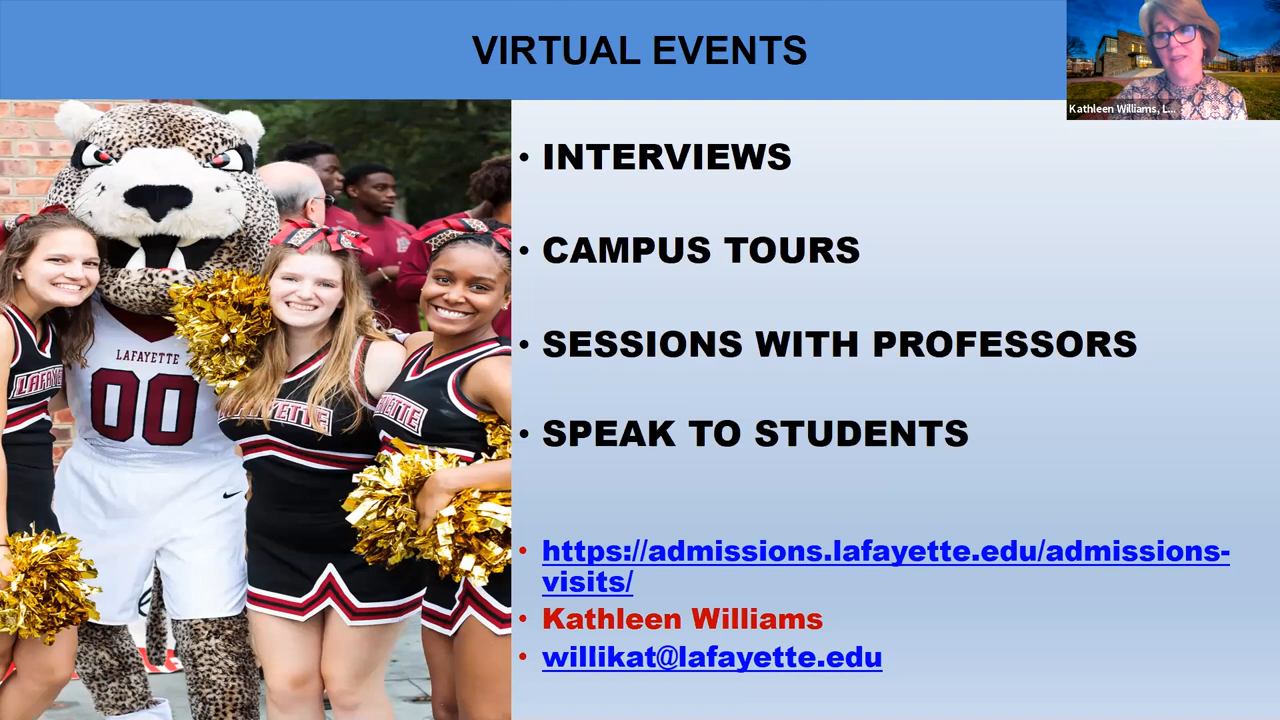 VIRTUAL EVENTS
Kathleen Williams, L...
• INTERVIEWS
• CAMPUS TOURS
• SESSIONS WITH PROFESSORS
• SPEAK TO STUDENTS
• https://admissions.lafayette.edu/admissions-
visits/
• Kathleen Williams
• willikat@lafayette.edu
LAFAYETTE
00
LAFAYETTE